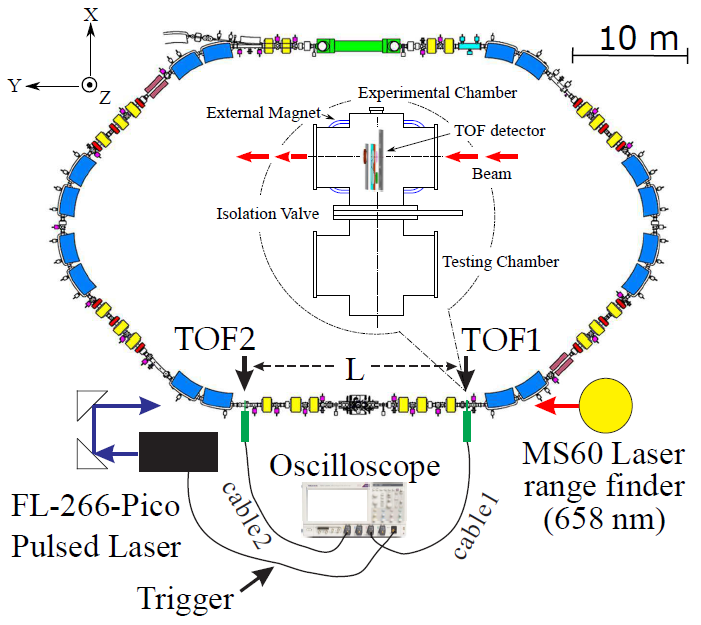 X
Y
Z
10 m
Experimental Chamber
External Magnet
TOF detector
Beam
Isolation Valve
Testing Chamber
TOF2
TOF1
L
FL-266-Pico
Pulsed Laser
Oscilloscope
MS60 Laser
range finder
(658 nm)
cable2
cable1
Trigger